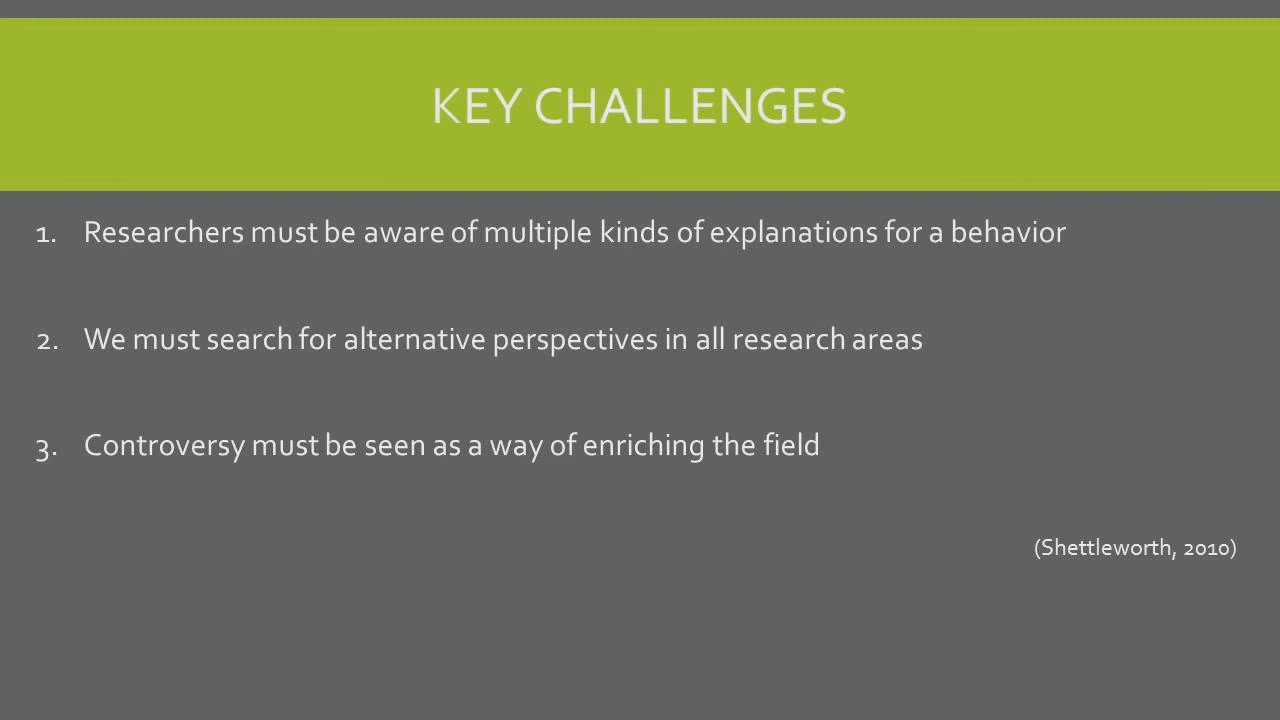 KEY CHALLENGES
1. Researchers must be aware of multiple kinds of explanations for a behavior
2. We must search for alternative perspectives in all research areas
3. Controversy must be seen as a way of enriching the field
(Shettleworth, 2010)